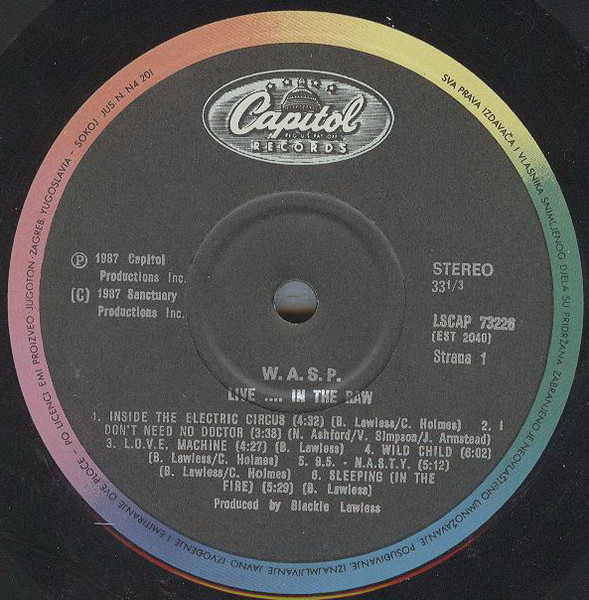 Capitol
REG. U.S. PAT. OFF.
RECORDS
℗ 1987 Capitol
Productions Inc.
(C) 1987 Sanctuary
Productions Inc.
STEREO
33 1/3
LSCAP 73226
(EST 2040)
Strana 1
W. A. S. P.
LIVE .... IN THE RAW
1. INSIDE THE ELECTRIC CIRCUS (4:32) (B. Lawless/C. Holmes) 2. I
DON'T NEED NO DOCTOR (3:38) (N. Ashford/V. Simpson/J. Armstead)
3. L.O.V.E. MACHINE (4:27) (B. Lawless) 4. WILD CHILD (6:02)
(B. Lawless/C. Holmes) 5. 9.5. - N.A.S.T.Y. (5:12)
(B. Lawless/C. Holmes) 6. SLEEPING (IN THE
FIRE) (5:29) (B. Lawless)
Produced by Blackie Lawless
SVA PRAVA IZDAVAČA I VLASNIKA SNIMLJENOG DJELA SU PRIDRŽANA. ZABRANJENO JE NEOVLAŠTENO UMNOŽAVANJE, POSUĐIVANJE, IZNAJMLJIVANJE, JAVNO IZVOĐENJE I EMITIRANJE OVE PLOČE - PO LICENCI EMI PROIZVEO JUGOTON · ZAGREB, YUGOSLAVIA - SOKOJ · JUS. N. N4 201